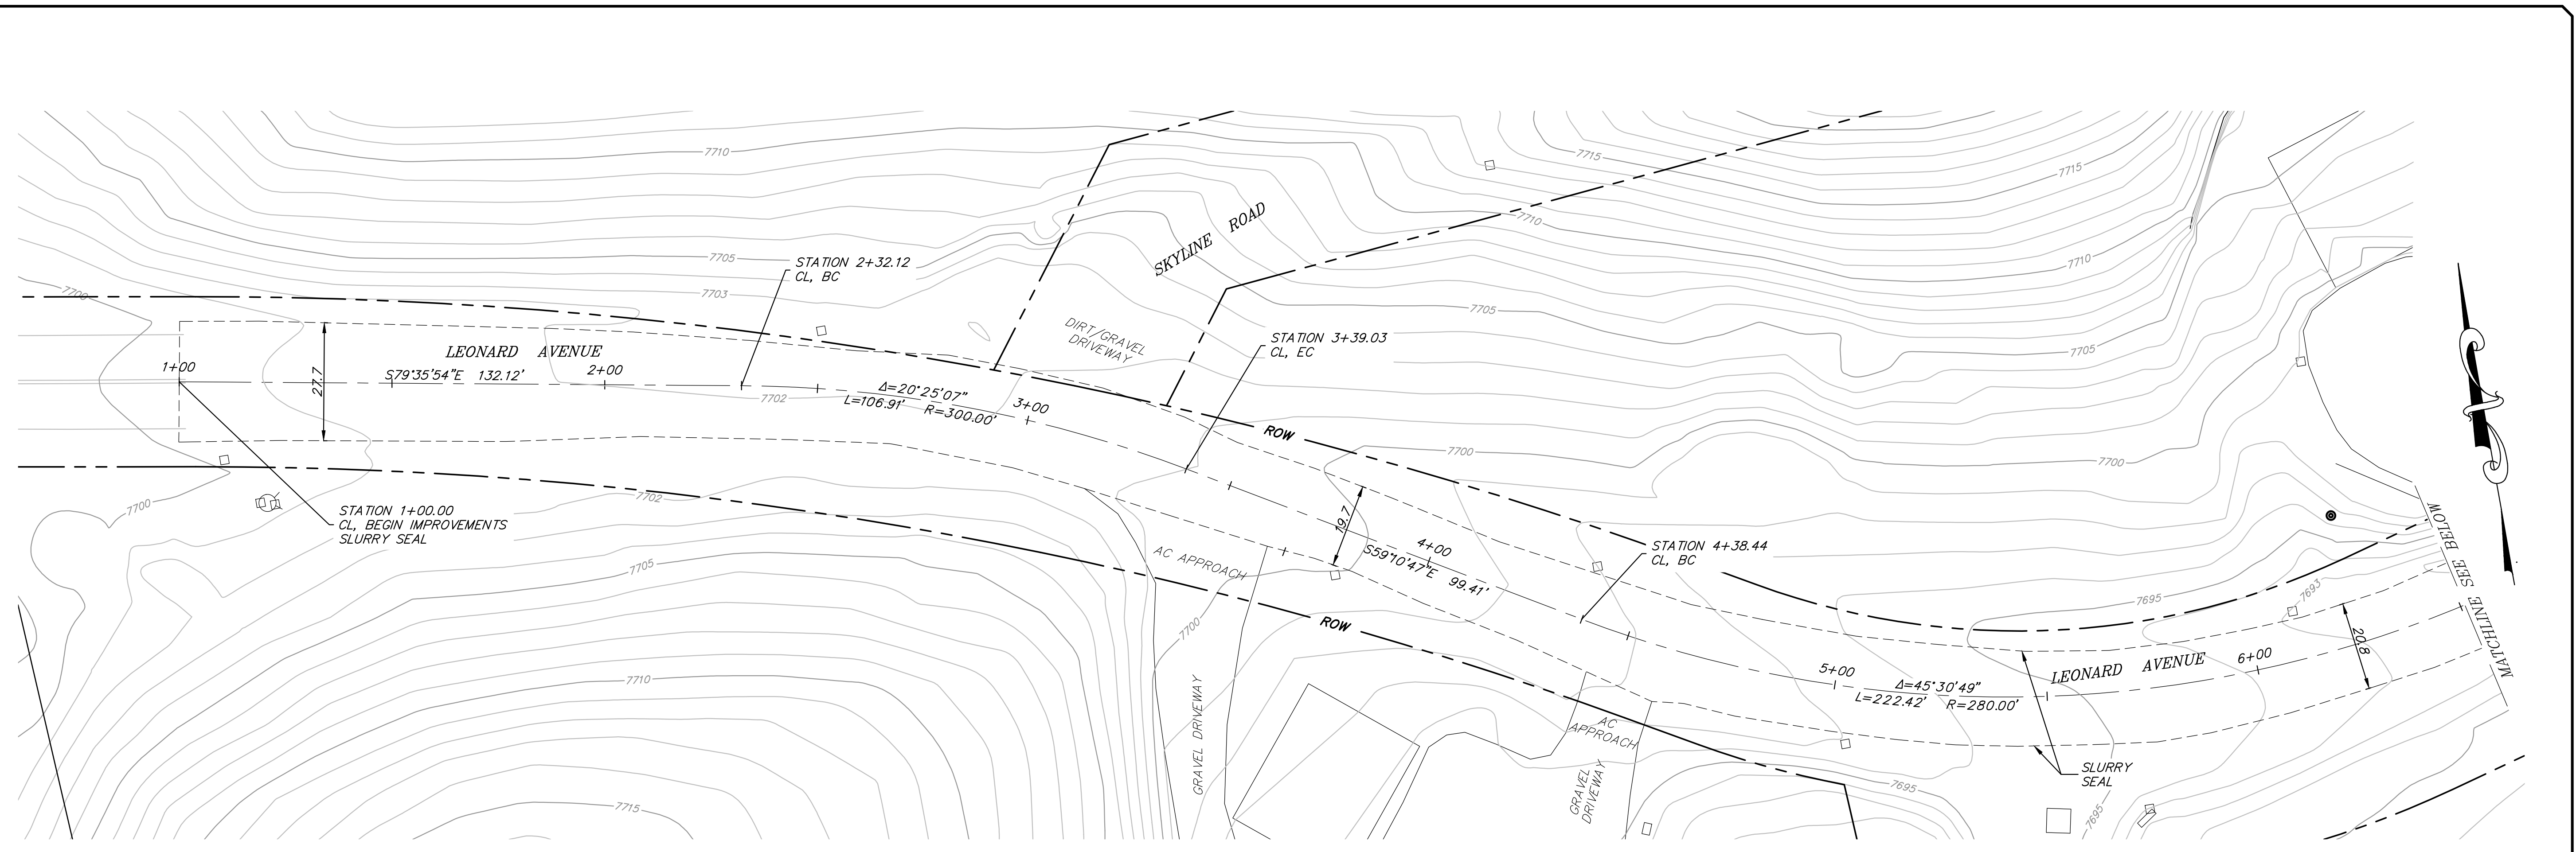 7710
7715
7715
SKYLINE ROAD
7710
7710
STATION 2+32.12
CL, BC
7705
7703
7700
7705
DIRT/GRAVEL
DRIVEWAY
STATION 3+39.03
CL, EC
7705
LEONARD AVENUE
1+00
27.7
S79°35'54"E 132.12'
2+00
7702
Δ=20°25'07"
L=106.91' R=300.00'
3+00
ROW
7700
7700
7702
7700
STATION 1+00.00
CL, BEGIN IMPROVEMENTS
SLURRY SEAL
19.7
4+00
S59°10'47"E 99.41'
STATION 4+38.44
CL, BC
AC APPROACH
7705
7700
ROW
7695
7693
20.8
MATCHLINE SEE BELOW
LEONARD AVENUE
6+00
5+00
Δ=45°30'49"
L=222.42' R=280.00'
7710
GRAVEL DRIVEWAY
AC
APPROACH
GRAVEL
DRIVEWAY
SLURRY
SEAL
7695
7695
7715